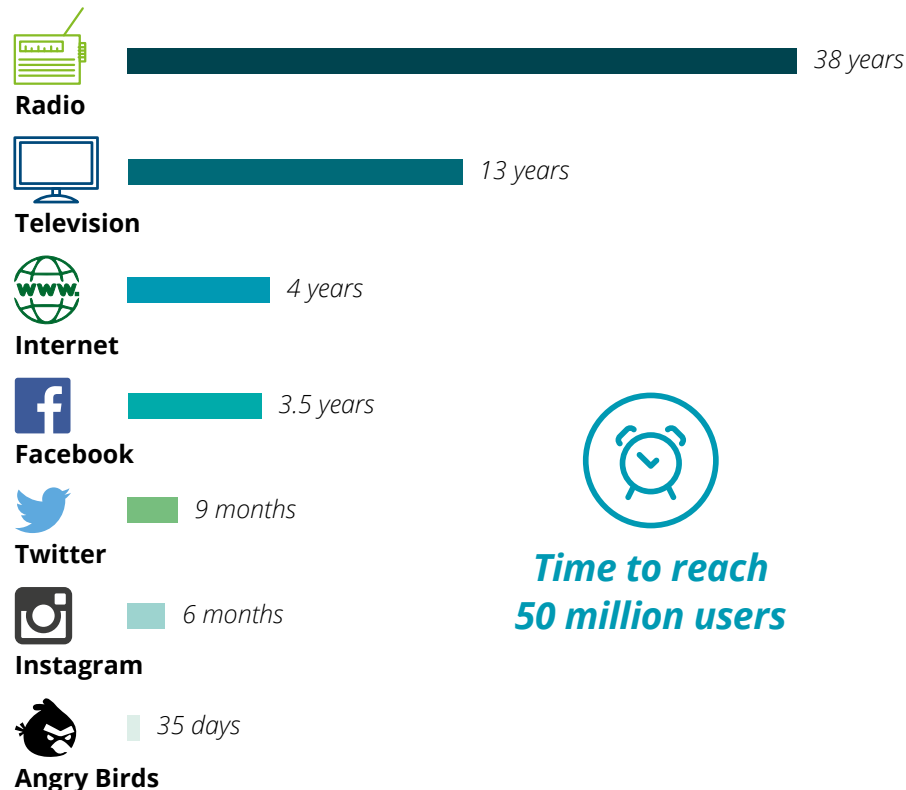 38 years
Radio
13 years
Television
www.
4 years
Internet
f
3.5 years
Facebook
9 months
Twitter
6 months
Instagram
35 days
Angry Birds
Time to reach
50 million users